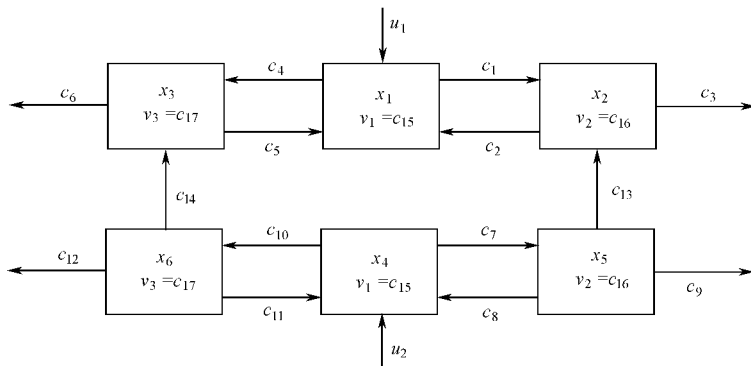 u₁
c₄ c₁
c₆ x₃ x₁ x₂ c₃
v₃ =c₁₇ v₁ =c₁₅ v₂ =c₁₆
c₅ c₂
c₁₄ c₁₃
c₁₀ c₇
c₁₂ x₆ x₄ x₅
v₃ =c₁₇ v₁ =c₁₅ v₂ =c₁₆ c₉
c₁₁ c₈
u₂